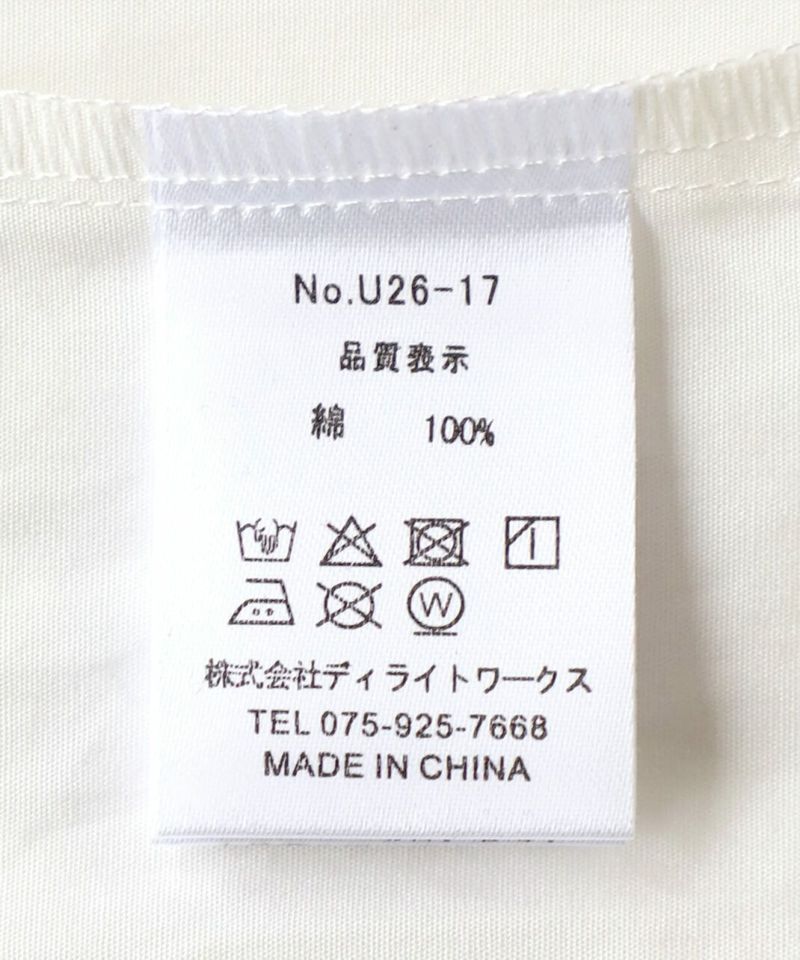 No.U26-17
品質表示
綿 100%
W
株式会社ディライトワークス
TEL 075-925-7668
MADE IN CHINA